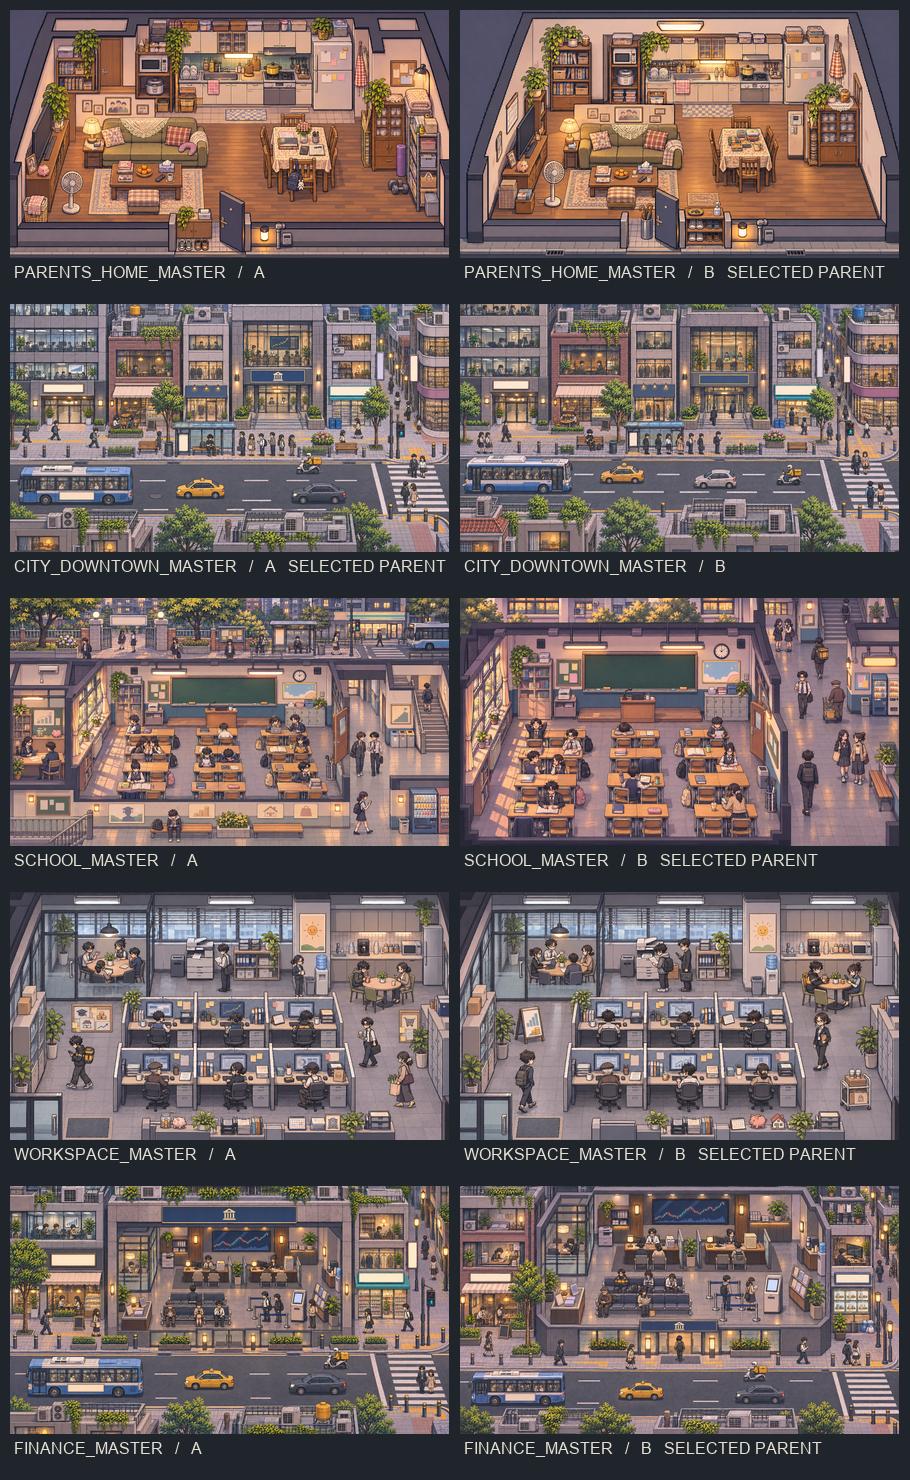 PARENTS_HOME_MASTER / A
PARENTS_HOME_MASTER / B SELECTED PARENT
CITY_DOWNTOWN_MASTER / A SELECTED PARENT
CITY_DOWNTOWN_MASTER / B
SCHOOL_MASTER / A
SCHOOL_MASTER / B SELECTED PARENT
WORKSPACE_MASTER / A
WORKSPACE_MASTER / B SELECTED PARENT
FINANCE_MASTER / A
FINANCE_MASTER / B SELECTED PARENT